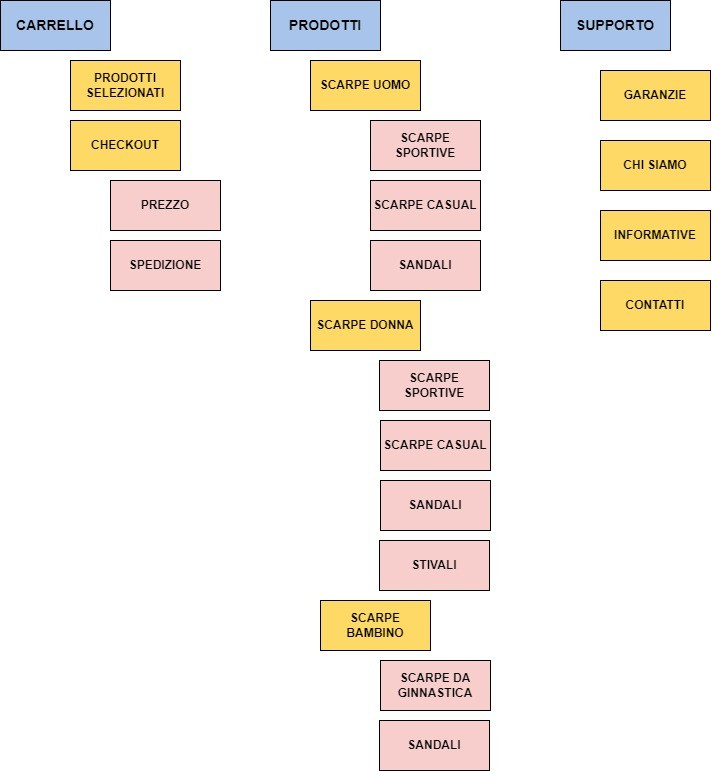 CARRELLO
PRODOTTI
SELEZIONATI
CHECKOUT
PREZZO
SPEDIZIONE
PRODOTTI
SCARPE UOMO
SCARPE
SPORTIVE
SCARPE CASUAL
SANDALI
SCARPE DONNA
SCARPE
SPORTIVE
SCARPE CASUAL
SANDALI
STIVALI
SCARPE
BAMBINO
SCARPE DA
GINNASTICA
SANDALI
SUPPORTO
GARANZIE
CHI SIAMO
INFORMATIVE
CONTATTI